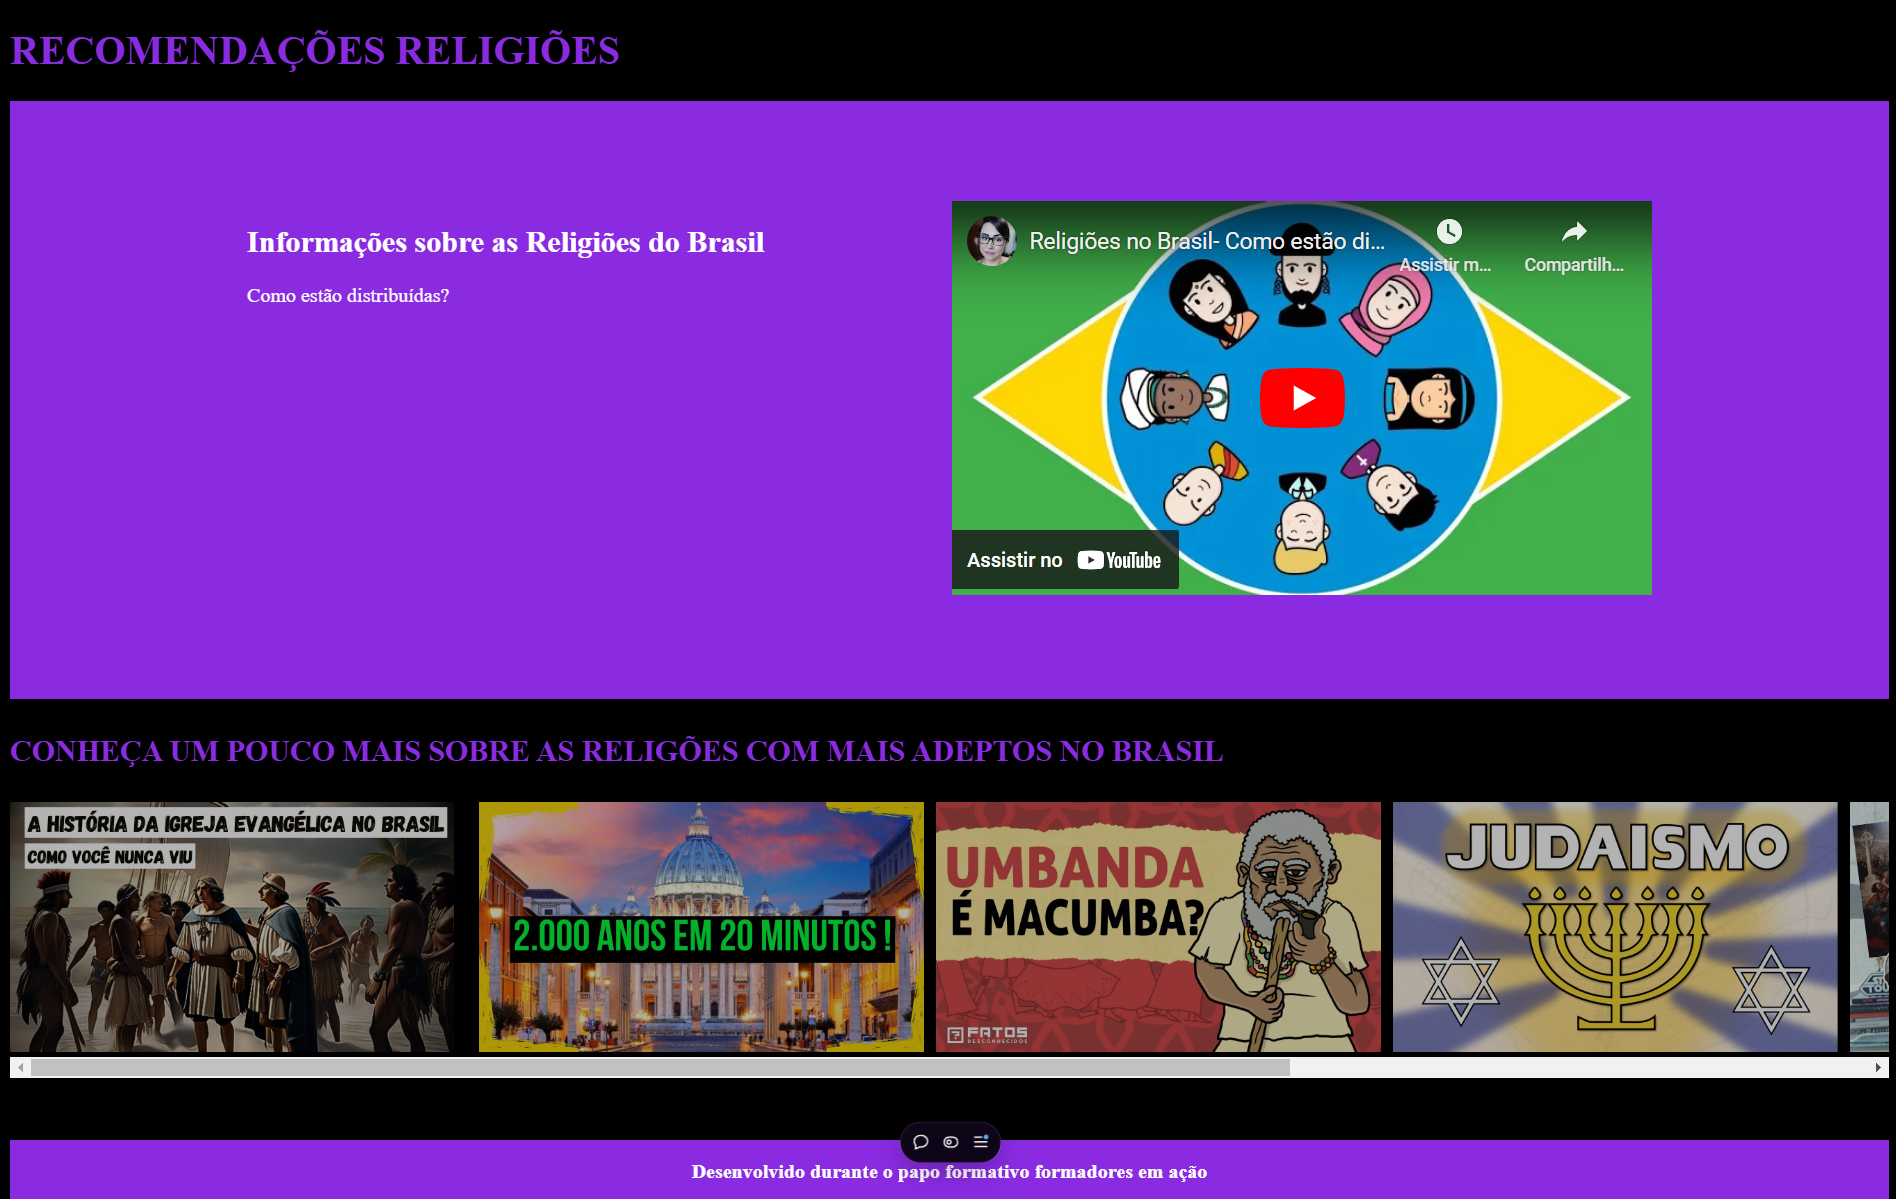 RECOMENDAÇÕES RELIGIÕES
Informações sobre as Religiões do Brasil
Como estão distribuídas?
Religiões no Brasil- Como estão di...
Assistir m...
Compartilh...
Assistir no YouTube
CONHEÇA UM POUCO MAIS SOBRE AS RELIGÕES COM MAIS ADEPTOS NO BRASIL
A HISTÓRIA DA IGREJA EVANGÉLICA NO BRASIL
COMO VOCÊ NUNCA VIU
2.000 ANOS EM 20 MINUTOS !
UMBANDA
É MACUMBA?
FATOS
DESCONHECIDOS
JUDAISMO
Desenvolvido durante o papo formativo formadores em ação